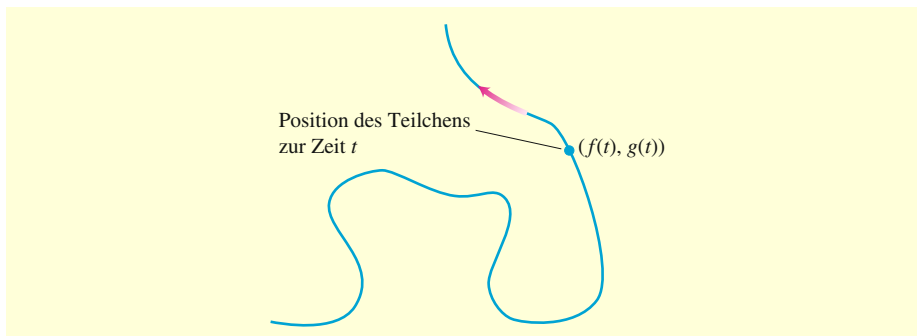 Position des Teilchens
zur Zeit t
(f(t), g(t))